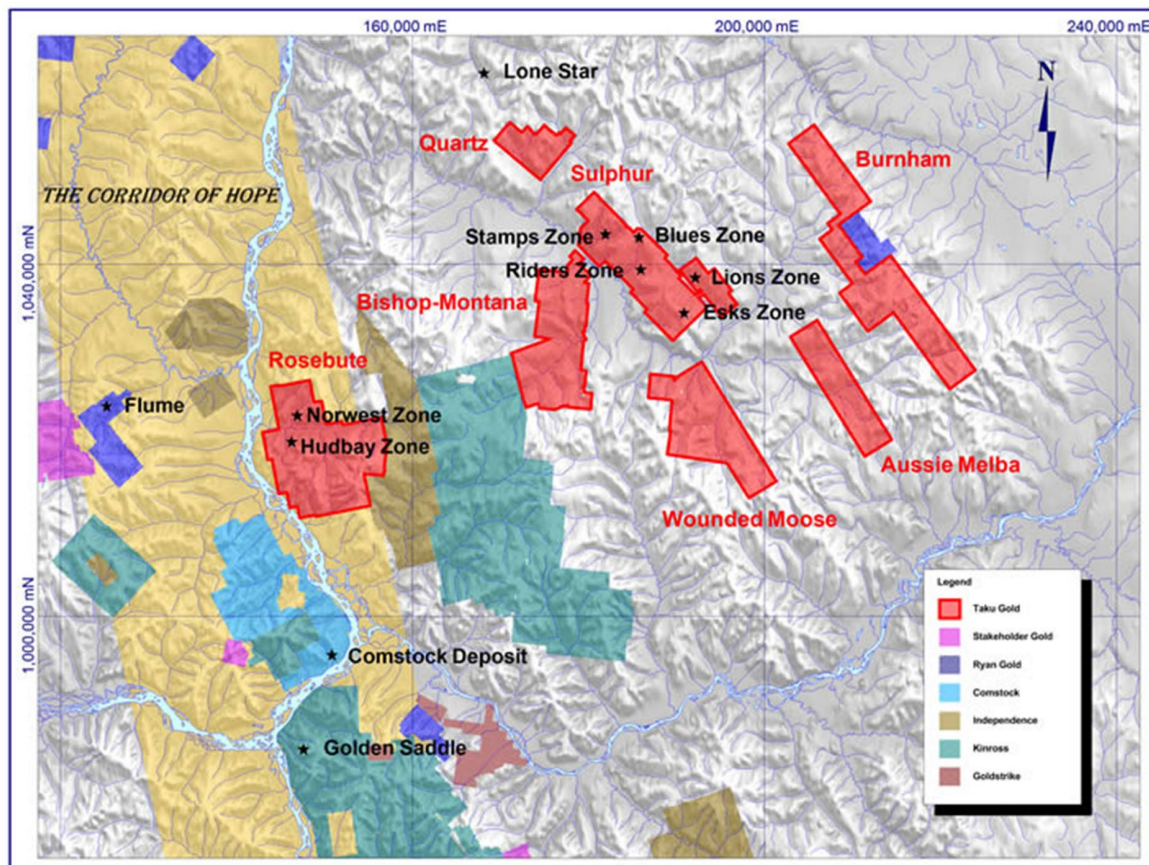 160,000 mE
200,000 mE
240,000 mE
N
Lone Star
Quartz
Sulphur
Burnham
THE CORRIDOR OF HOPE
Stamps Zone
Blues Zone
1,040,000 mN
Riders Zone
Lions Zone
Bishop-Montana
Esks Zone
Rosebute
Flume
Norwest Zone
Hudbay Zone
Aussie Melba
Wounded Moose
1,000,000 mN
Comstock Deposit
Golden Saddle
Legend
Taku Gold
Stakeholder Gold
Ryan Gold
Comstock
Independence
Kinross
Goldstrike